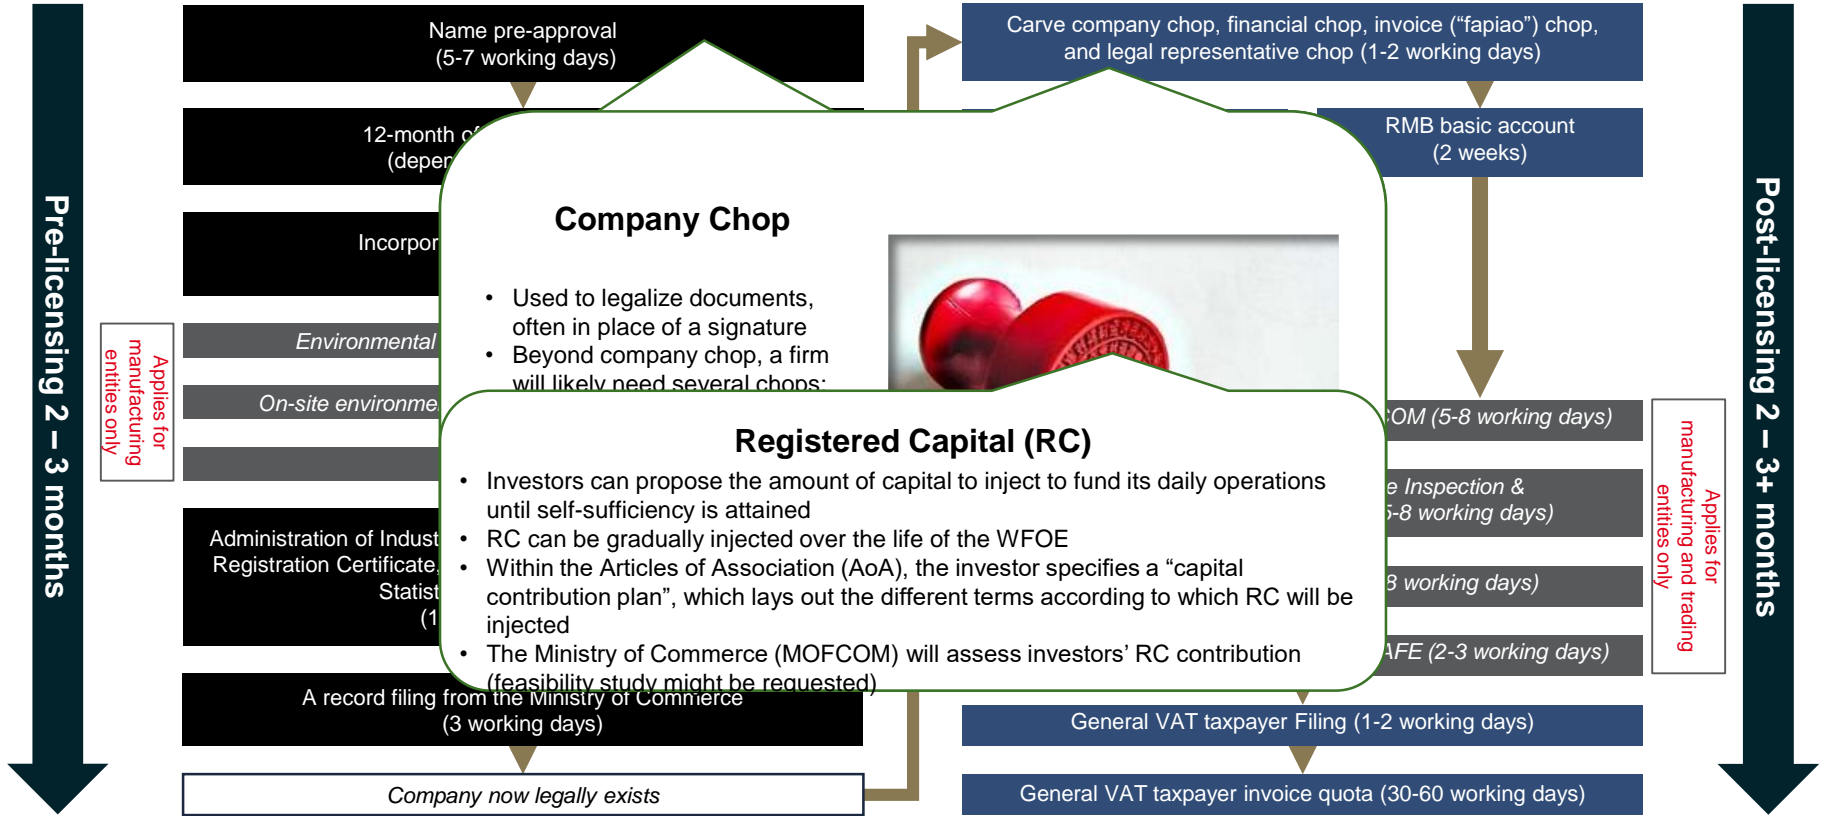 Pre-licensing 2 – 3 months
Name pre-approval
(5-7 working days)
12-month
Incorpor
Environmental
On-site environme
Applies for
manufacturing
entities only
Administration of Indust
Registration Certificate,
Statist
(1
A record filing from the Ministry of Commerce
(3 working days)
Company now legally exists
Company Chop
• Used to legalize documents,
often in place of a signature
• Beyond company chop, a firm
will likely need several chops:
Registered Capital (RC)
• Investors can propose the amount of capital to inject to fund its daily operations
until self-sufficiency is attained
• RC can be gradually injected over the life of the WFOE
• Within the Articles of Association (AoA), the investor specifies a “capital
contribution plan”, which lays out the different terms according to which RC will be
injected
• The Ministry of Commerce (MOFCOM) will assess investors’ RC contribution
(feasibility study might be requested)
Carve company chop, financial chop, invoice (“fapiao”) chop,
and legal representative chop (1-2 working days)
RMB basic account
(2 weeks)
COM (5-8 working days)
e Inspection &
5-8 working days)
8 working days)
AFE (2-3 working days)
General VAT taxpayer Filing (1-2 working days)
General VAT taxpayer invoice quota (30-60 working days)
Applies for
manufacturing and trading
entities only
Post-licensing 2 – 3+ months